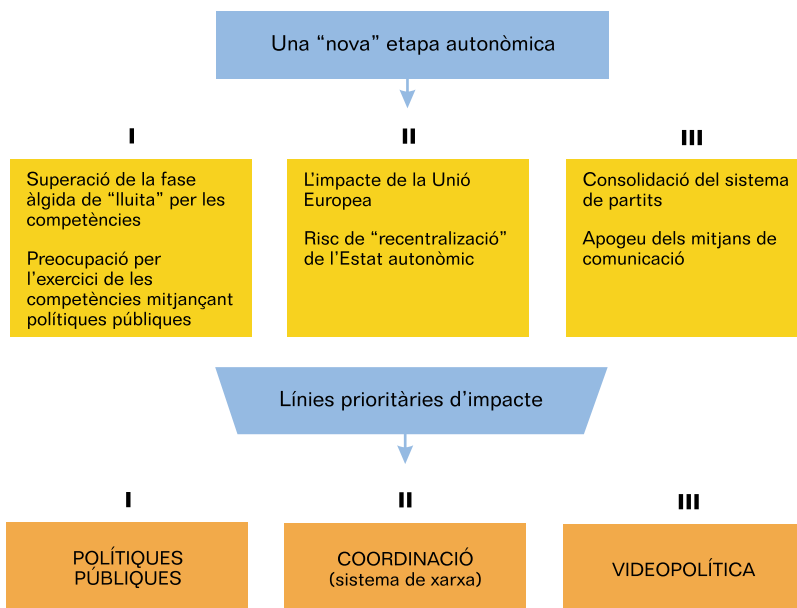 Una “nova” etapa autonòmica
I
Superació de la fase
àlgida de “lluita” per les
competències
Preocupació per
l’exercici de les
competències mitjançant
polítiques públiques
II
L’impacte de la Unió
Europea
Risc de “recentralizació”
de l’Estat autonòmic
III
Consolidació del sistema
de partits
Apogeu dels mitjans de
comunicació
Línies prioritàries d’impacte
I
POLÍTIQUES
PÚBLIQUES
II
COORDINACIÓ
(sistema de xarxa)
III
VIDEOPOLÍTICA